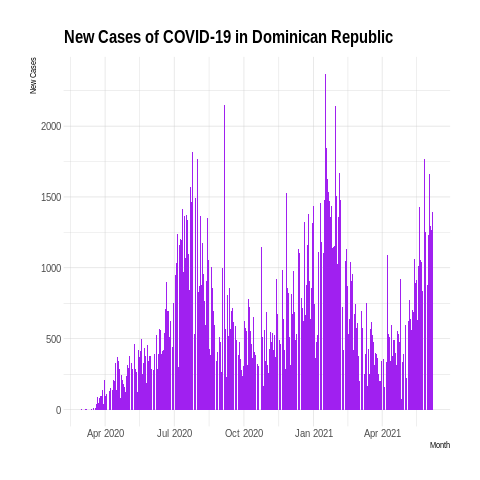 New Cases of COVID-19 in Dominican Republic
New Cases
2000
1500
1000
500
0
Apr 2020 Jul 2020 Oct 2020 Jan 2021 Apr 2021
Month